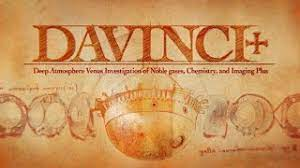 DAVINCI+
Deep Atmosphere Venus Investigation of Noble gases, Chemistry, and Imaging Plus